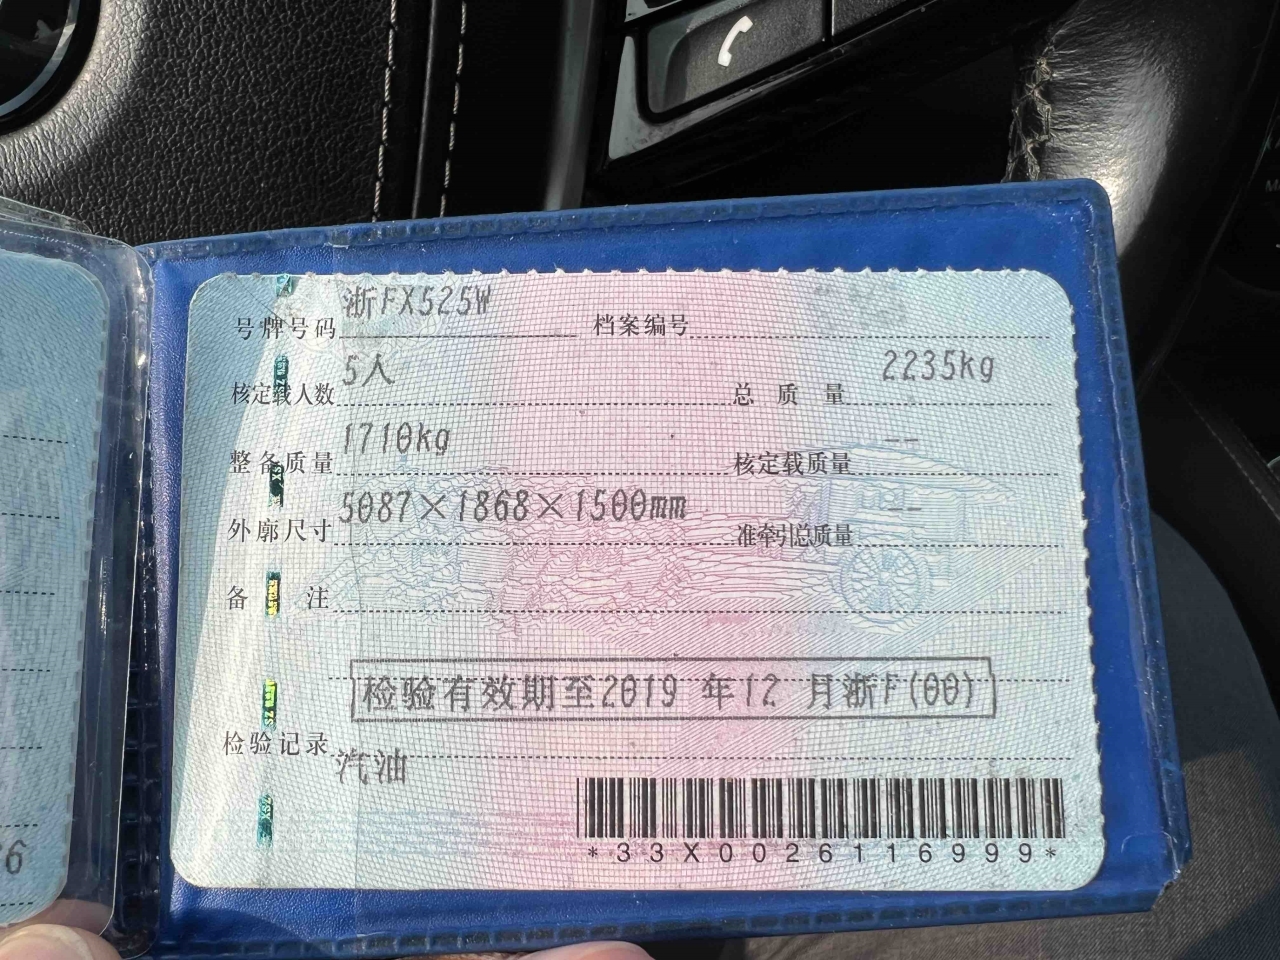 号牌号码 浙FX525W 档案编号
核定载人数 5人 总质量 2235kg
整备质量 1710kg 核定载质量 --
外廓尺寸 5087×1868×1500mm 准牵引总质量 --
备注
检验有效期至2019 年12 月浙F(00)
检验记录
汽油
*33X0026116999*